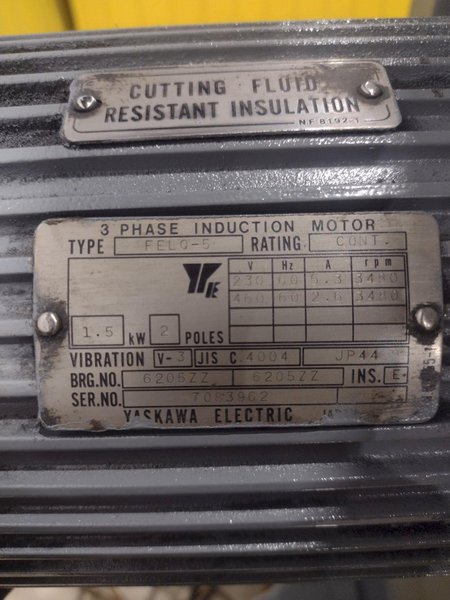 CUTTING FLUID
RESISTANT INSULATION
NF8192-1
3 PHASE INDUCTION MOTOR
TYPE FELQ-5 RATING CONT.
V Hz A rpm
230 60 5.3 3480
460 60 2.6 3480
1.5 kW 2 POLES
VIBRATION V-3 JIS C.4004 JP44
BRG.NO. 6205ZZ 6205ZZ INS. E
SER.NO.
YASKAWA ELECTRIC